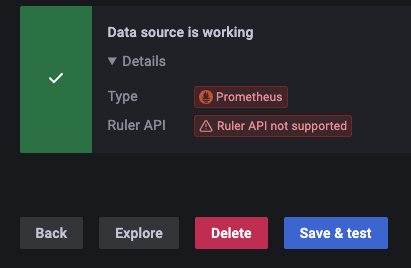 Data source is working
▼ Details
Type Prometheus
Ruler API Ruler API not supported
Back Explore Delete Save & test